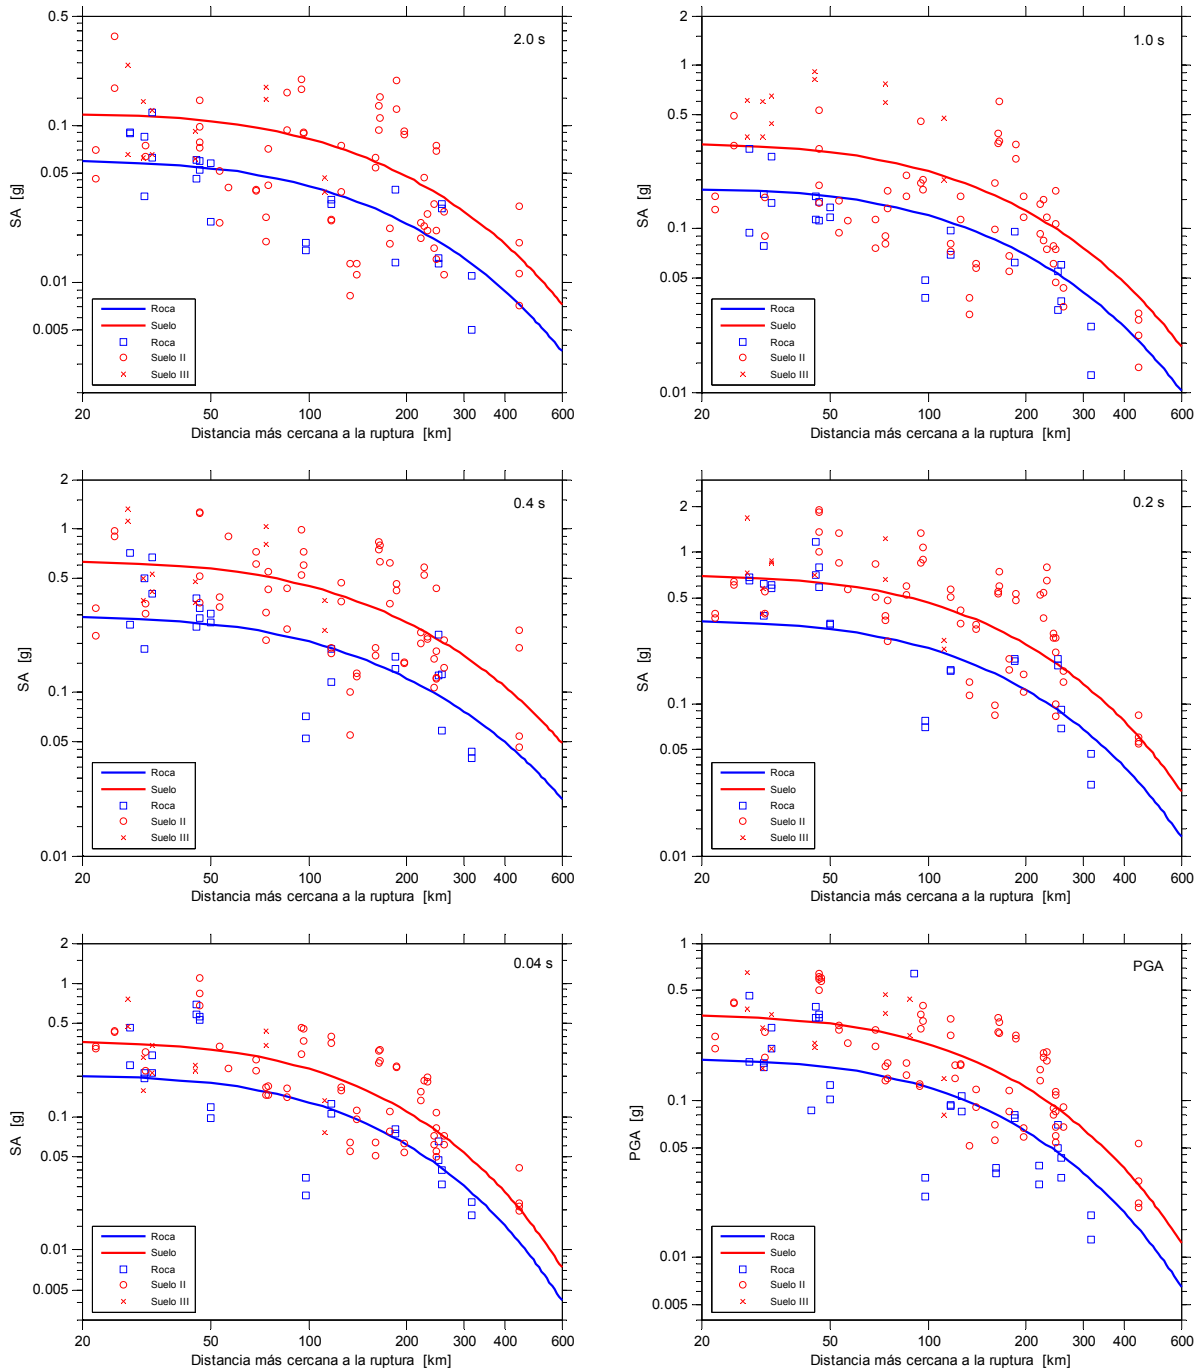 0.5
2.0 s
0.1
0.05
SA [g]
0.01
0.005
Roca
Suelo
Roca
Suelo II
Suelo III
20 50 100 200 300 400 600
Distancia más cercana a la ruptura [km]
2
1.0 s
1
0.5
SA [g]
0.1
0.05
0.01
Roca
Suelo
Roca
Suelo II
Suelo III
20 50 100 200 300 400 600
Distancia más cercana a la ruptura [km]
2
0.4 s
1
0.5
SA [g]
0.1
0.05
0.01
Roca
Suelo
Roca
Suelo II
Suelo III
20 50 100 200 300 400 600
Distancia más cercana a la ruptura [km]
2
0.2 s
1
0.5
SA [g]
0.1
0.05
0.01
Roca
Suelo
Roca
Suelo II
Suelo III
20 50 100 200 300 400 600
Distancia más cercana a la ruptura [km]
2
0.04 s
1
0.5
SA [g]
0.1
0.05
0.01
0.005
Roca
Suelo
Roca
Suelo II
Suelo III
20 50 100 200 300 400 600
Distancia más cercana a la ruptura [km]
1
PGA
0.5
PGA [g]
0.1
0.05
0.01
0.005
Roca
Suelo
Roca
Suelo II
Suelo III
20 50 100 200 300 400 600
Distancia más cercana a la ruptura [km]